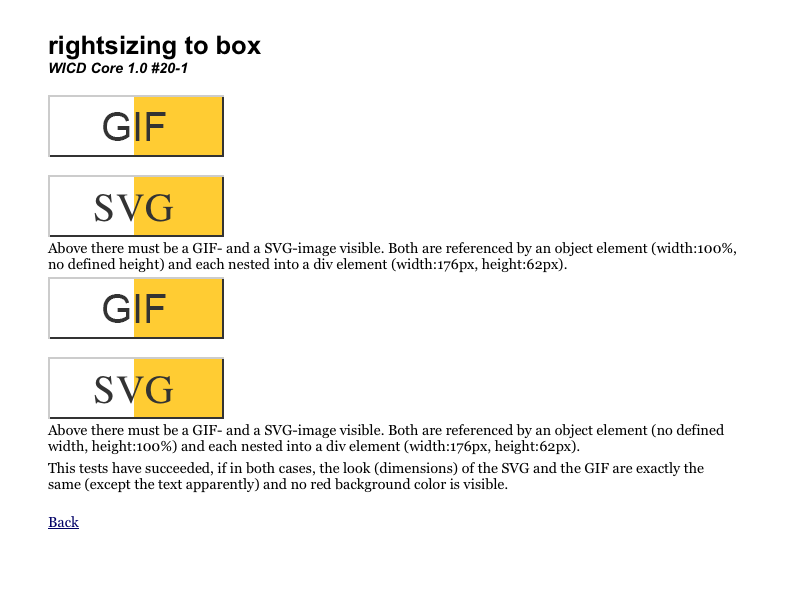 rightsizing to box
WICD Core 1.0 #20-1
GIF
SVG
Above there must be a GIF- and a SVG-image visible. Both are referenced by an object element (width:100%,
no defined height) and each nested into a div element (width:176px, height:62px).
GIF
SVG
Above there must be a GIF- and a SVG-image visible. Both are referenced by an object element (no defined
width, height:100%) and each nested into a div element (width:176px, height:62px).
This tests have succeeded, if in both cases, the look (dimensions) of the SVG and the GIF are exactly the
same (except the text apparently) and no red background color is visible.
Back